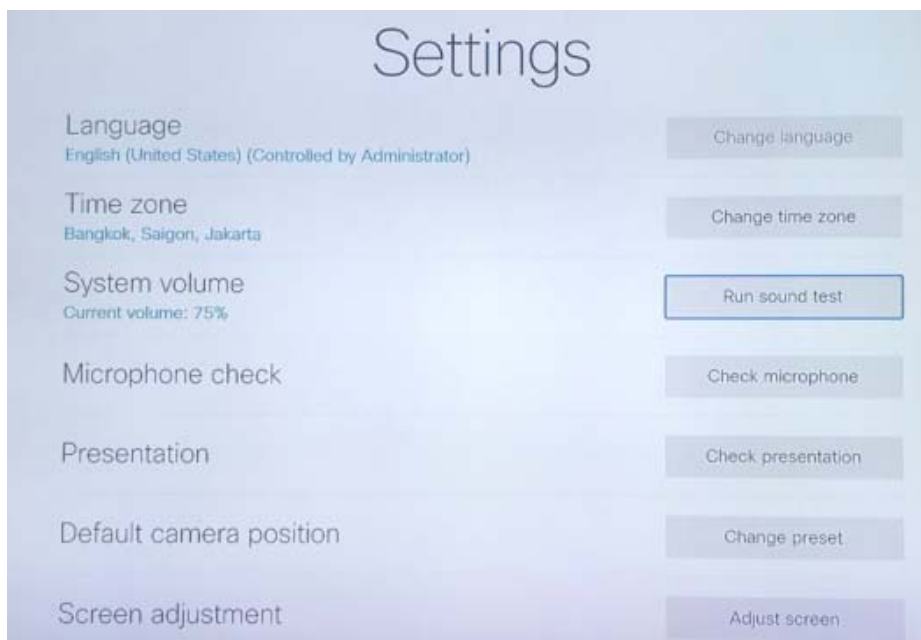 Settings
Language
English (United States) (Controlled by Administrator)
Change language
Time zone
Bangkok, Saigon, Jakarta
Change time zone
System volume
Current volume: 75%
Run sound test
Microphone check
Check microphone
Presentation
Check presentation
Default camera position
Change preset
Screen adjustment
Adjust screen